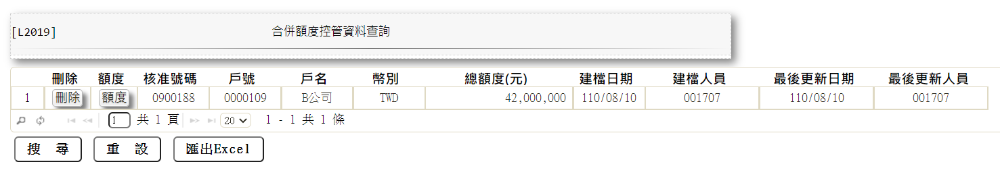 [L2019] 合併額度控管資料查詢
刪除 額度 核准號碼 戶號 戶名 幣別 總額度(元) 建檔日期 建檔人員 最後更新日期 最後更新人員
1 刪除 額度 0900188 0000109 B公司 TWD 42,000,000 110/08/10 001707 110/08/10 001707
1 共 1 頁 20 1 - 1 共 1 條
搜 尋 重 設 匯出Excel